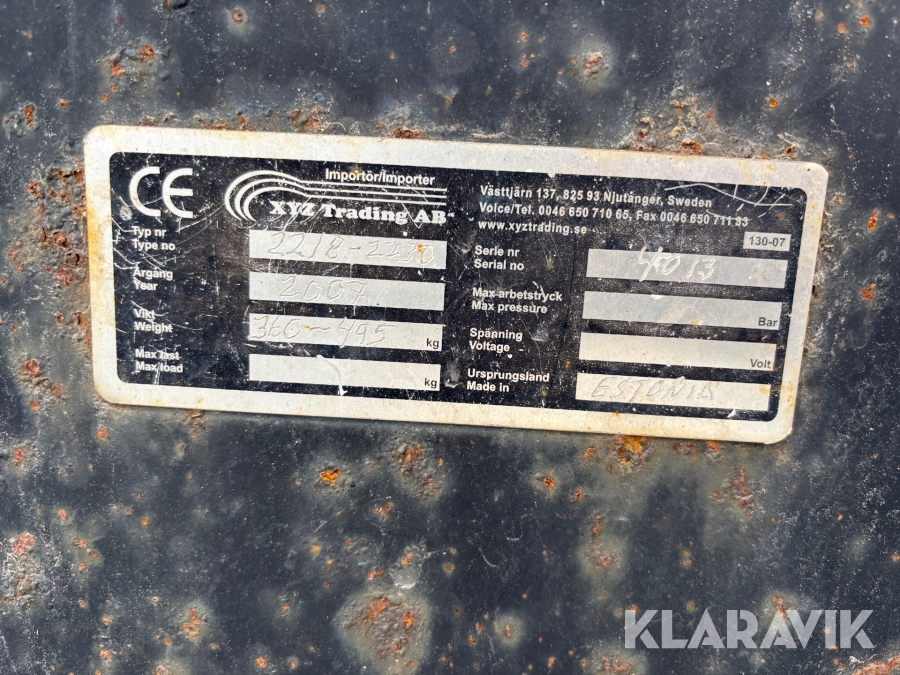 CE
Importör/Importer
XYZ Trading AB
Västtjärn 137, 825 93 Njutånger, Sweden
Voice/Tel. 0046 650 710 65, Fax 0046 650 711 83
www.xyztrading.se
130-07
Typ nr
Type no
2218-2230
Årgång
Year
2007
Vikt
Weight
360-495
kg
Max last
Max load
kg
Serie nr
Serial no
Max arbetstryck
Max pressure
Bar
Spänning
Voltage
Volt
Ursprungsland
Made in
ESTONIA
KLARAVIK